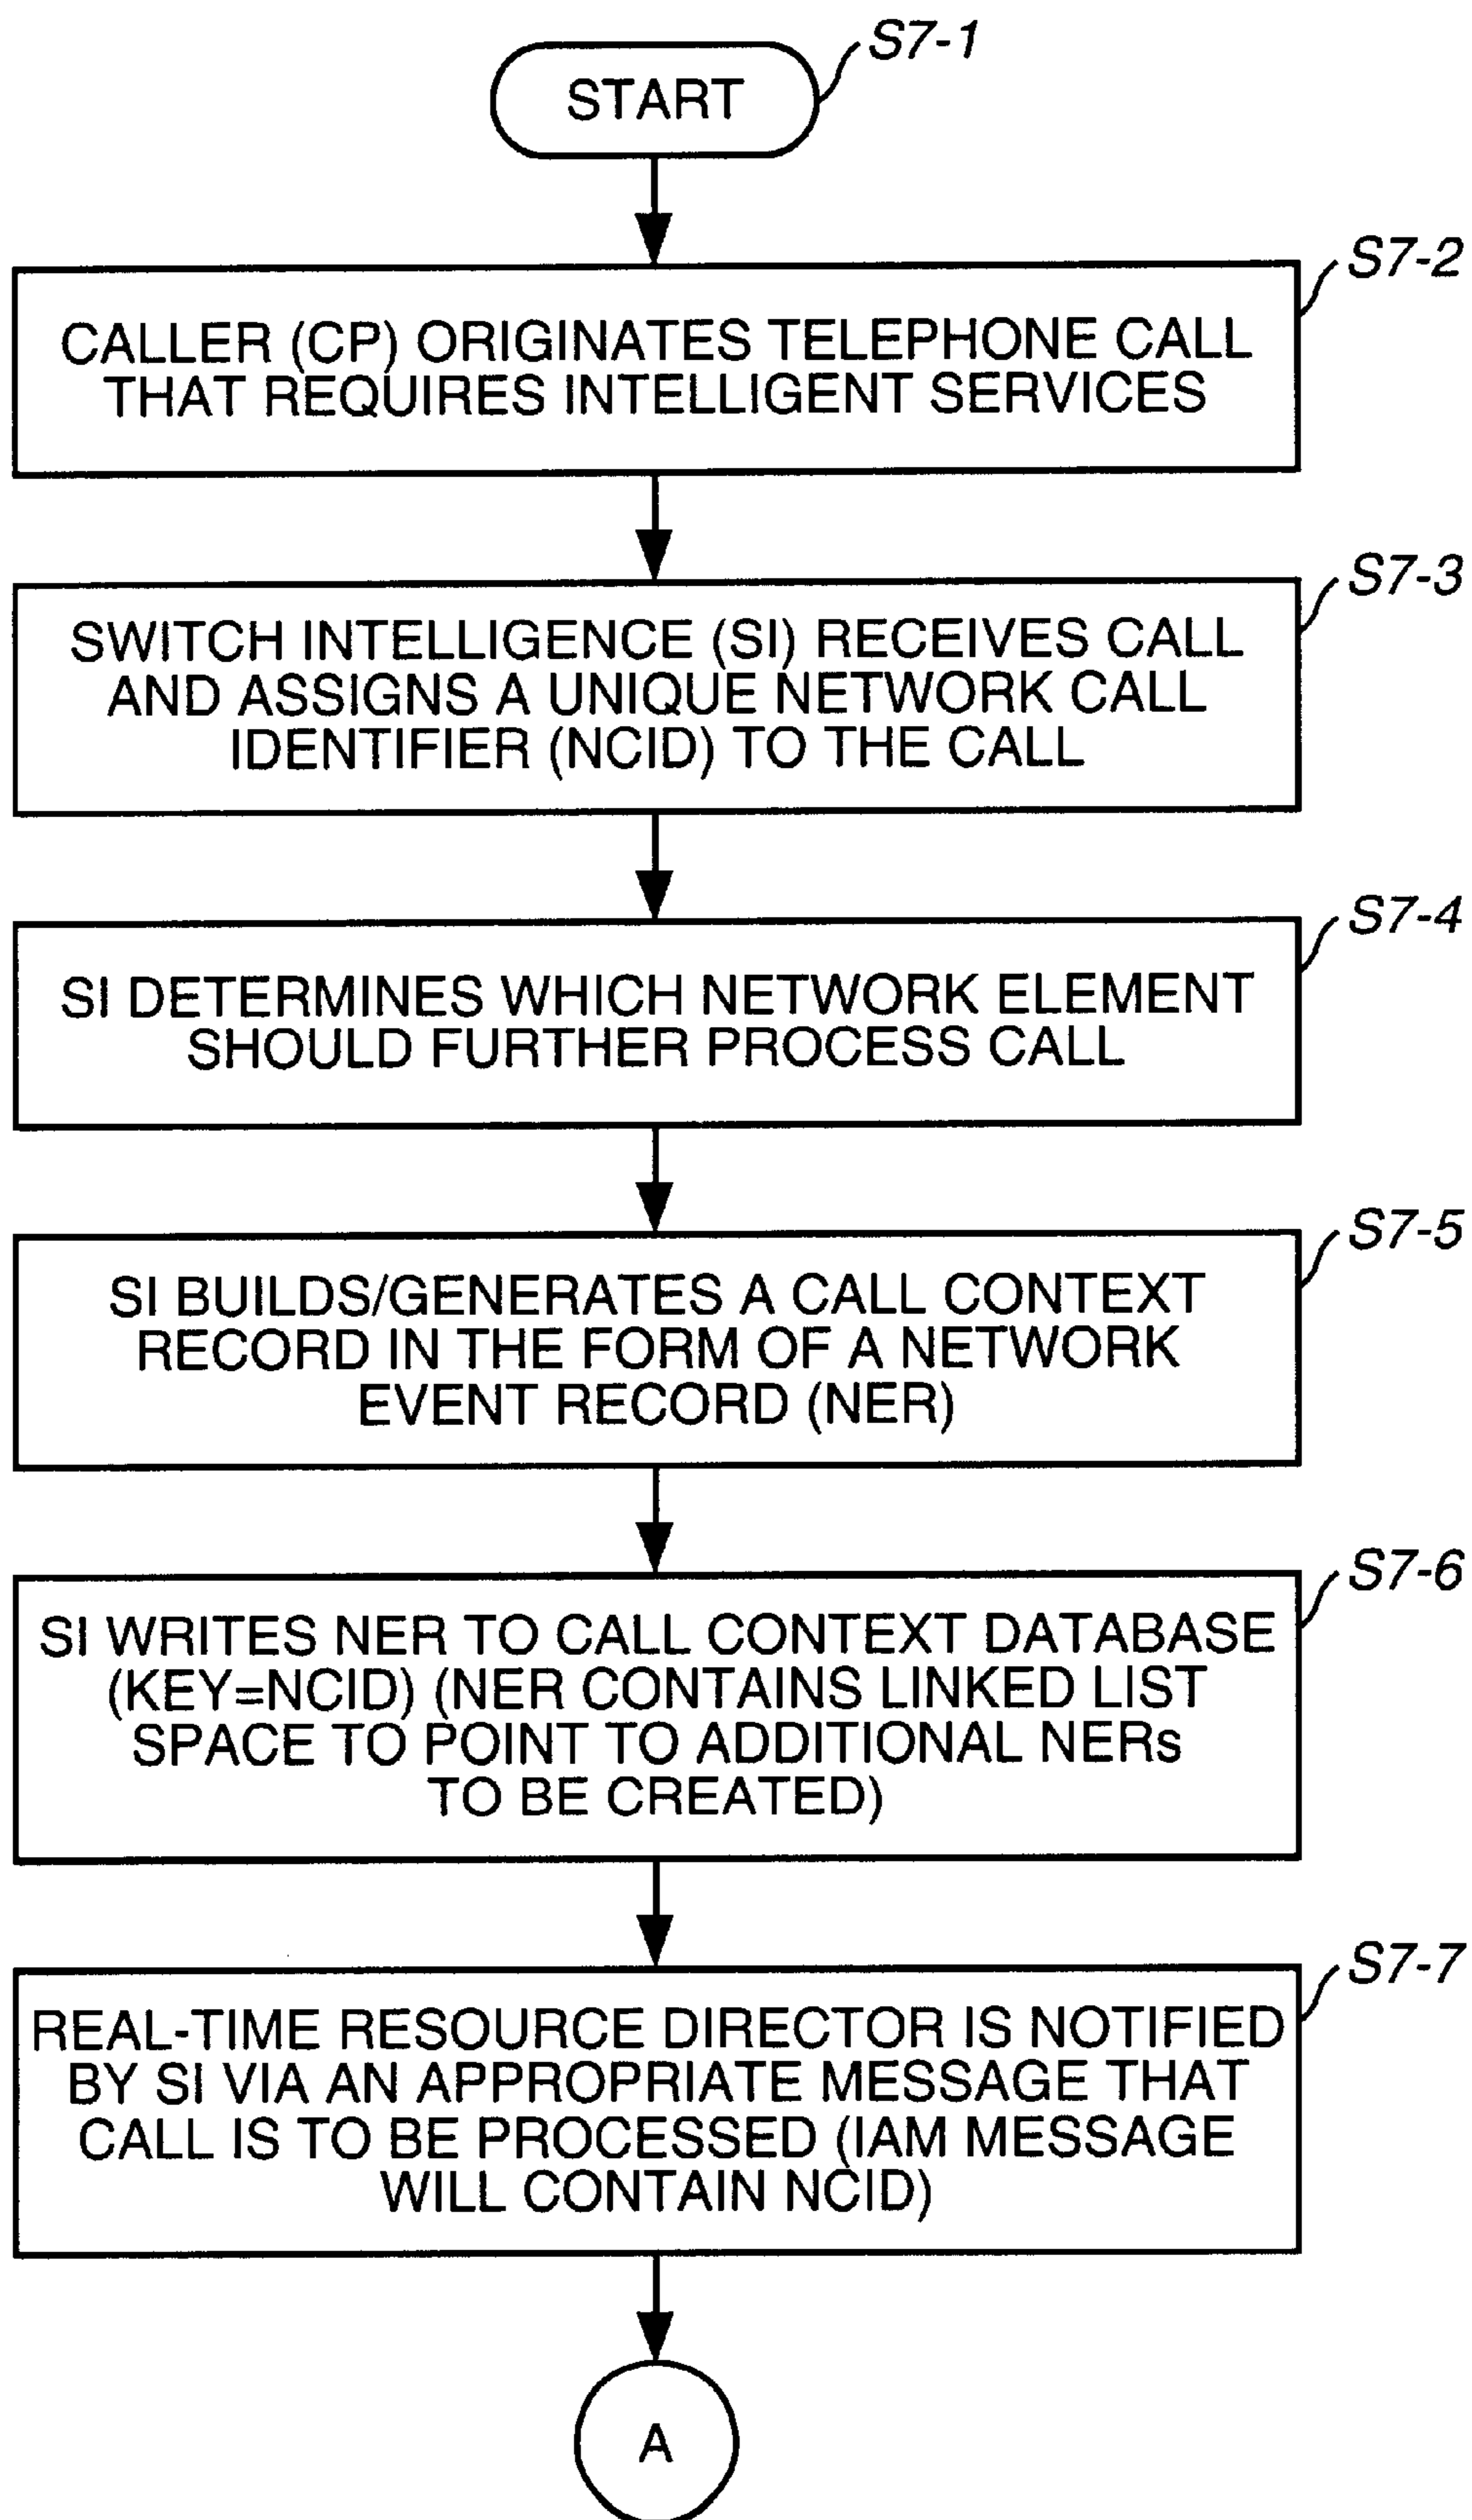 S7-1
START
S7-2
CALLER (CP) ORIGINATES TELEPHONE CALL
THAT REQUIRES INTELLIGENT SERVICES
S7-3
SWITCH INTELLIGENCE (SI) RECEIVES CALL
AND ASSIGNS A UNIQUE NETWORK CALL
IDENTIFIER (NCID) TO THE CALL
S7-4
SI DETERMINES WHICH NETWORK ELEMENT
SHOULD FURTHER PROCESS CALL
S7-5
SI BUILDS/GENERATES A CALL CONTEXT
RECORD IN THE FORM OF A NETWORK
EVENT RECORD (NER)
S7-6
SI WRITES NER TO CALL CONTEXT DATABASE
(KEY=NCID) (NER CONTAINS LINKED LIST
SPACE TO POINT TO ADDITIONAL NERs
TO BE CREATED)
S7-7
REAL-TIME RESOURCE DIRECTOR IS NOTIFIED
BY SI VIA AN APPROPRIATE MESSAGE THAT
CALL IS TO BE PROCESSED (IAM MESSAGE
WILL CONTAIN NCID)
A